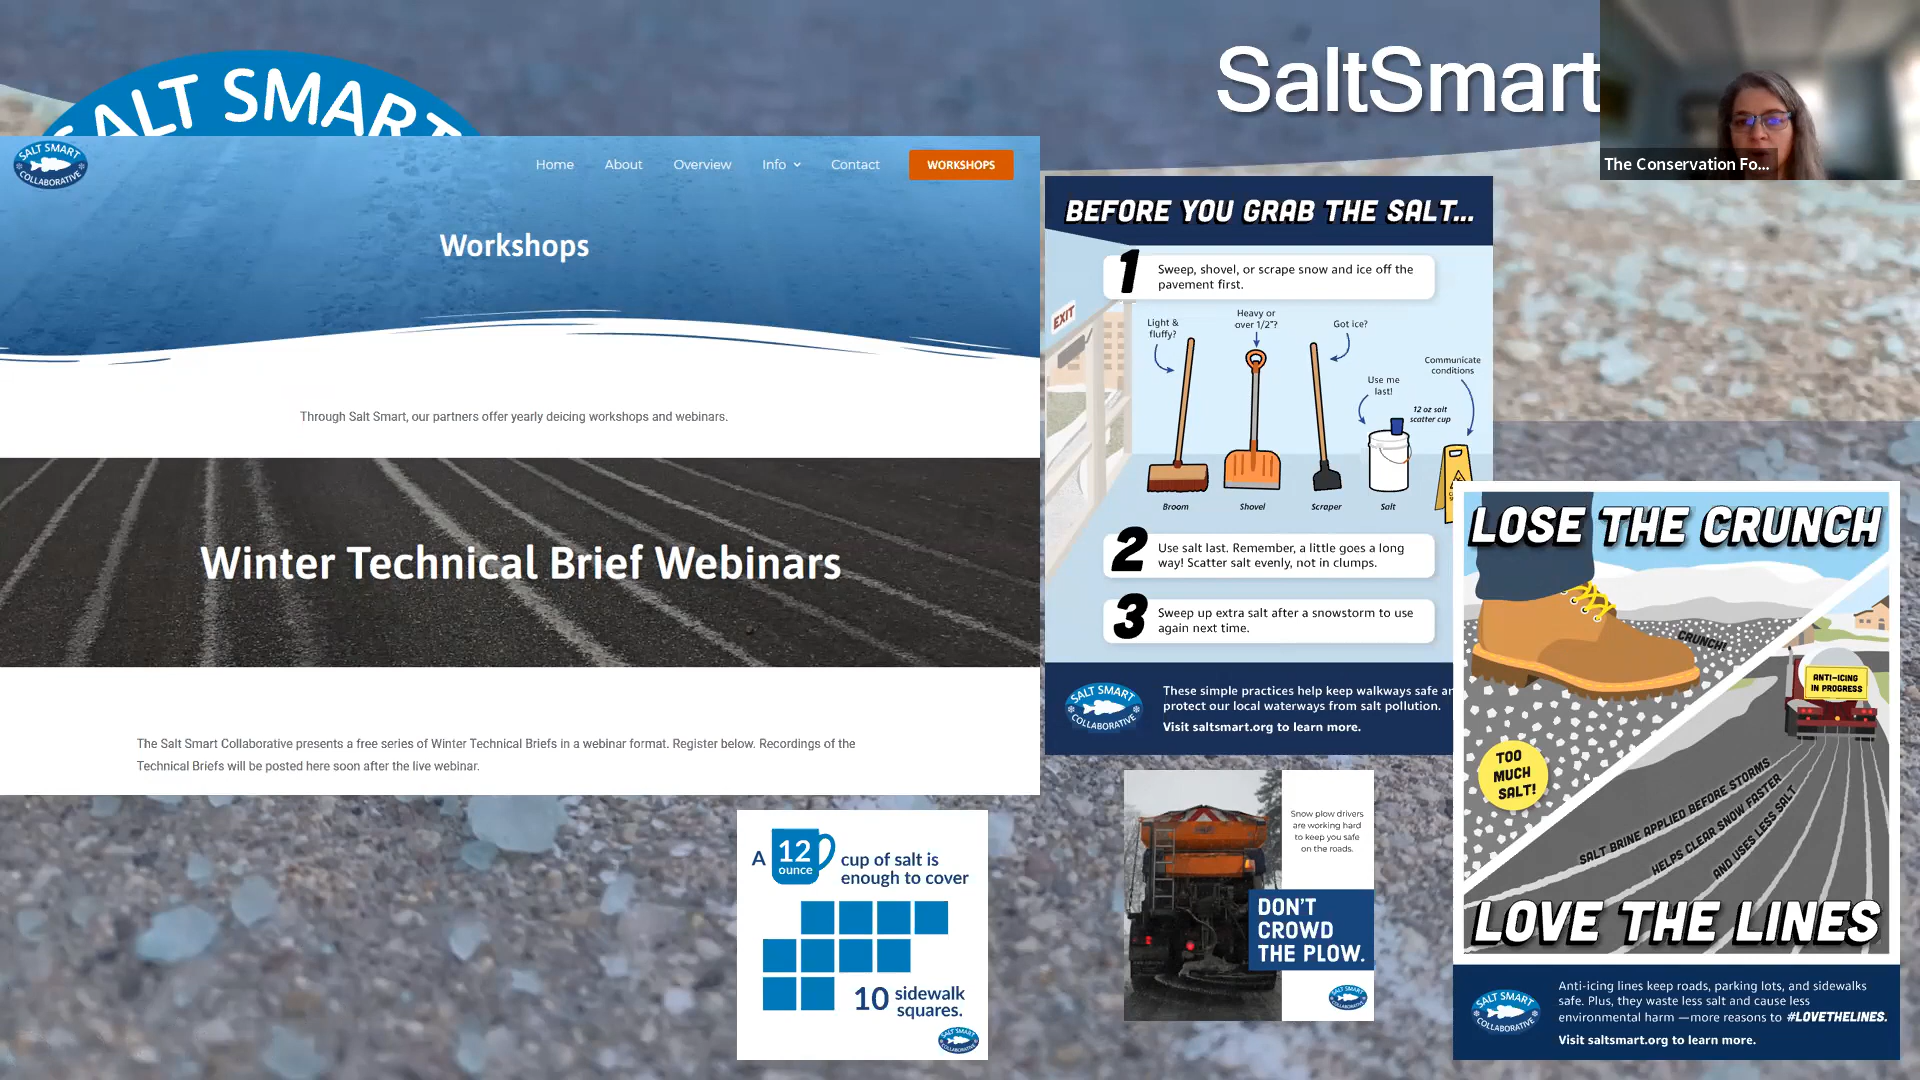 SALT SMART
SaltSmart
The Conservation Fo...
SALT SMART
COLLABORATIVE
Home
About
Overview
Info
Contact
WORKSHOPS
Workshops
Through Salt Smart, our partners offer yearly deicing workshops and webinars.
Winter Technical Brief Webinars
The Salt Smart Collaborative presents a free series of Winter Technical Briefs in a webinar format. Register below. Recordings of the
Technical Briefs will be posted here soon after the live webinar.
BEFORE YOU GRAB THE SALT...
1
Sweep, shovel, or scrape snow and ice off the
pavement first.
EXIT
Light &
fluffy?
Heavy or
over 1/2"?
Got ice?
Use me
last!
Communicate
conditions
12 oz salt
scatter cup
Broom
Shovel
Scraper
Salt
2
Use salt last. Remember, a little goes a long
way! Scatter salt evenly, not in clumps.
3
Sweep up extra salt after a snowstorm to use
again next time.
SALT SMART
COLLABORATIVE
These simple practices help keep walkways safe an
protect our local waterways from salt pollution.
Visit saltsmart.org to learn more.
A 12 ounce cup of salt is
enough to cover
10 sidewalk
squares.
SALT SMART
COLLABORATIVE
Snow plow drivers
are working hard
to keep you safe
on the roads.
DON'T
CROWD
THE PLOW.
LOSE THE CRUNCH
CRUNCH!
ANTI-ICING
IN PROGRESS
TOO
MUCH
SALT!
SALT BRINE APPLIED BEFORE STORMS
HELPS CLEAR SNOW FASTER
AND USES LESS SALT
LOVE THE LINES
SALT SMART
COLLABORATIVE
Anti-icing lines keep roads, parking lots, and sidewalks
safe. Plus, they waste less salt and cause less
environmental harm —more reasons to #LOVETHELINES.
Visit saltsmart.org to learn more.